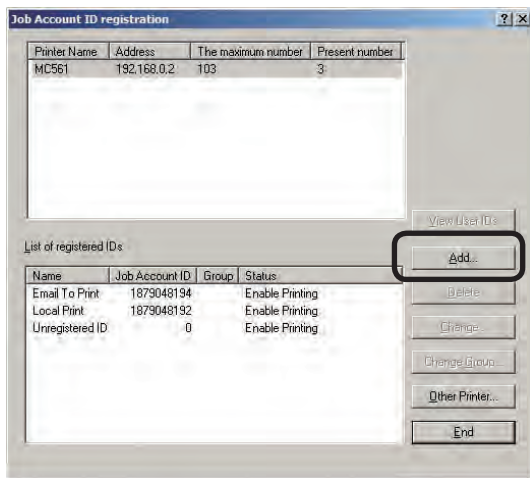 Job Account ID registration
Printer Name Address The maximum number Present number
MC561 192.168.0.2 103 3
View User IDs
List of registered IDs
Add...
Name Job Account ID Group Status
Email To Print 1879048194 Enable Printing
Delete
Local Print 1879048192 Enable Printing
Unregistered ID 0 Enable Printing
Change
Change Group...
Other Printer...
End